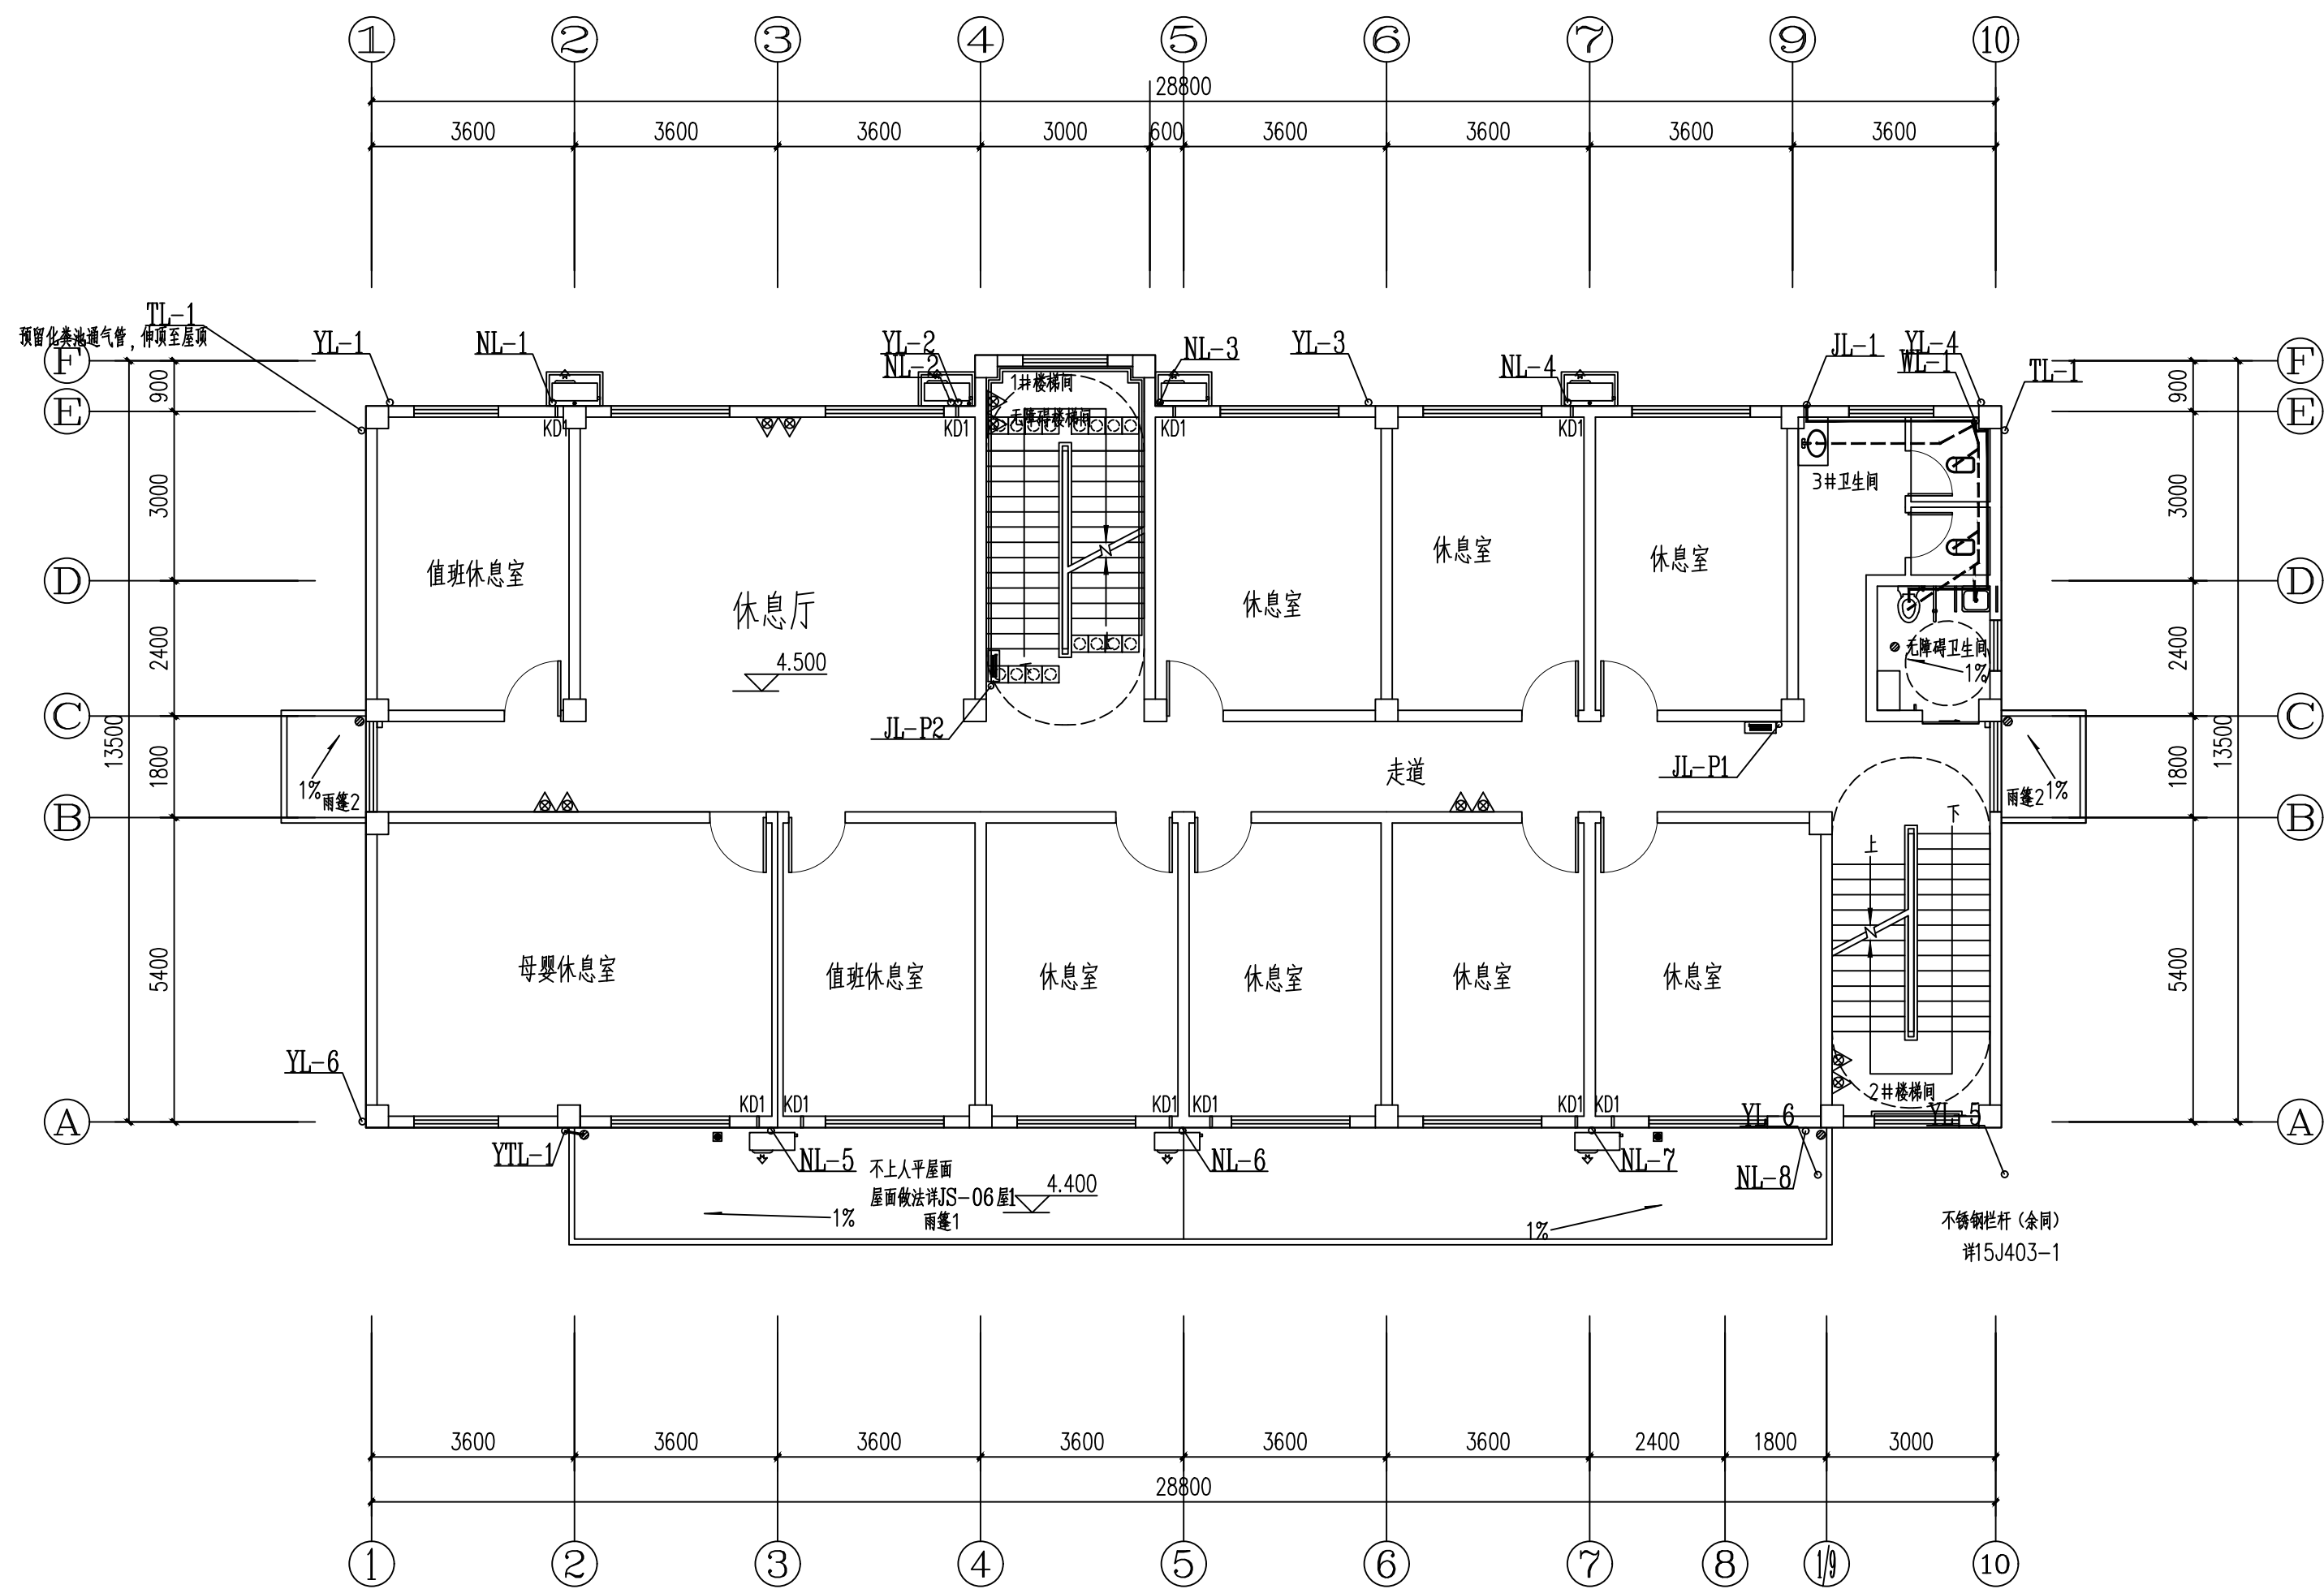 1 2 3 4 5 6 7 9 10
28800
3600 3600 3600 3000 600 3600 3600 3600 3600
TL-1
预留化粪池通气管，伸顶至屋顶
YL-1
NL-1
YL-2
NL-2
NL-3
YL-3
NL-4
JL-1
YL-4
WL-1
TL-1
F
F
E
E
900
900
1#楼梯间
无障碍楼梯间
KD1
KD1
KD1
KD1
3#卫生间
3000
3000
值班休息室
休息厅
休息室
休息室
休息室
D
D
4.500
2400
2400
无障碍卫生间
1%
下
上
C
C
JL-P2
JL-P1
走道
13500
13500
1800
1800
1%
雨篷2
雨篷2
1%
B
B
上
下
5400
5400
母婴休息室
值班休息室
休息室
休息室
休息室
休息室
YL-6
2#楼梯间
KD1
KD1
KD1
KD1
KD1
KD1
YL-6
YL-5
A
A
YTL-1
NL-5
NL-6
NL-7
NL-8
不上人平屋面
屋面做法详JS-06屋1
雨篷1
4.400
1%
1%
不锈钢栏杆（余同）
详15J403-1
3600 3600 3600 3600 3600 3600 2400 1800 3000
28800
1 2 3 4 5 6 7 8 1/9 10